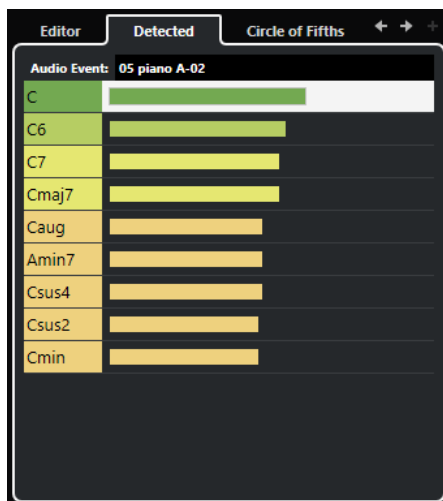 Editor Detected Circle of Fifths
Audio Event: 05 piano A-02
C
C6
C7
Cmaj7
Caug
Amin7
Csus4
Csus2
Cmin